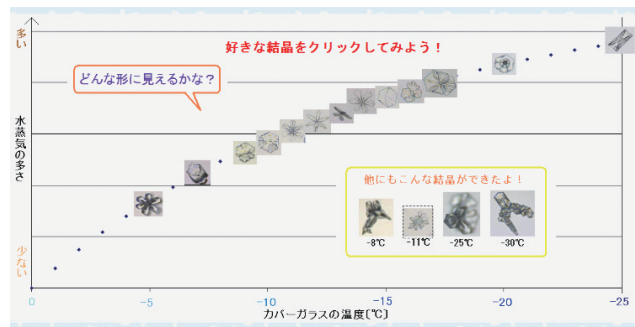 多い
好きな結晶をクリックしてみよう！
どんな形に見えるかな？
水蒸気の多さ
他にもこんな結晶ができたよ！
-8℃ -11℃ -25℃ -30℃
少ない
0 -5 -10 -15 -20 -25
カバーガラスの温度[℃]